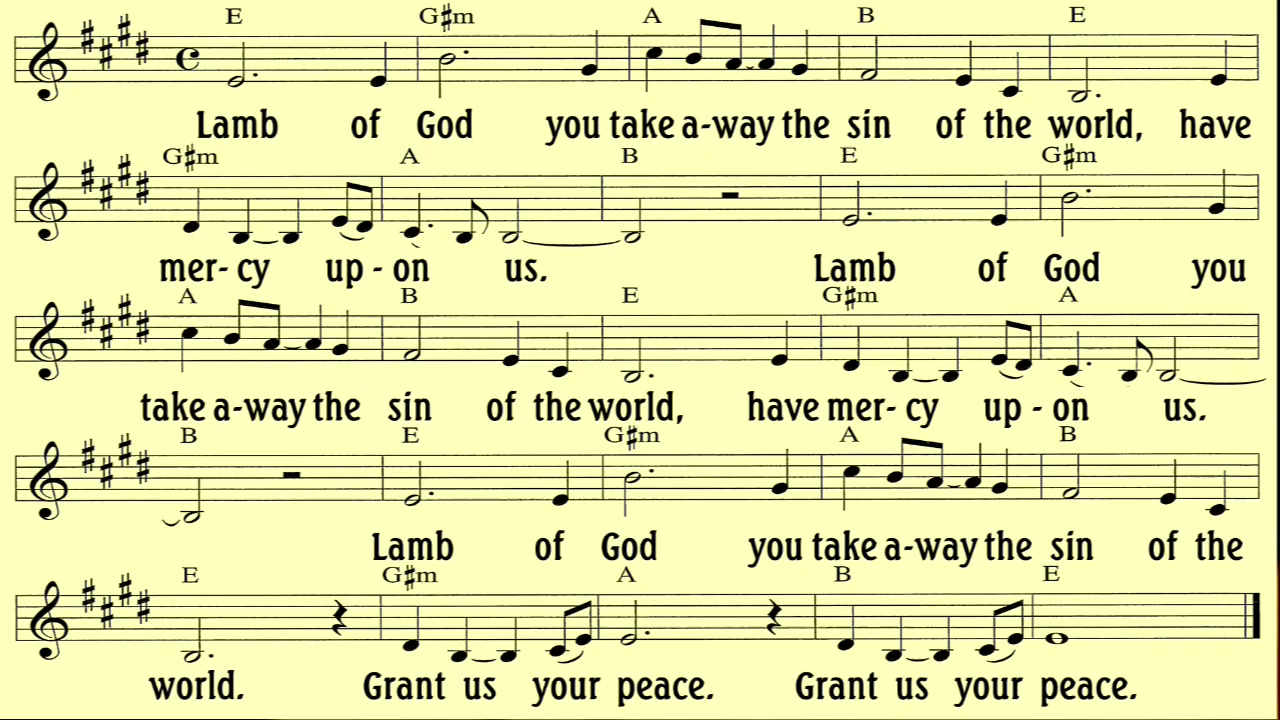 E G♯m A B E
Lamb of God you take a-way the sin of the world, have
G♯m A B E G♯m
mer- cy up - on us. Lamb of God you
A B E G♯m A
take a-way the sin of the world, have mer- cy up - on us.
B E G♯m A B
Lamb of God you take a-way the sin of the
E G♯m A B E
world. Grant us your peace. Grant us your peace.